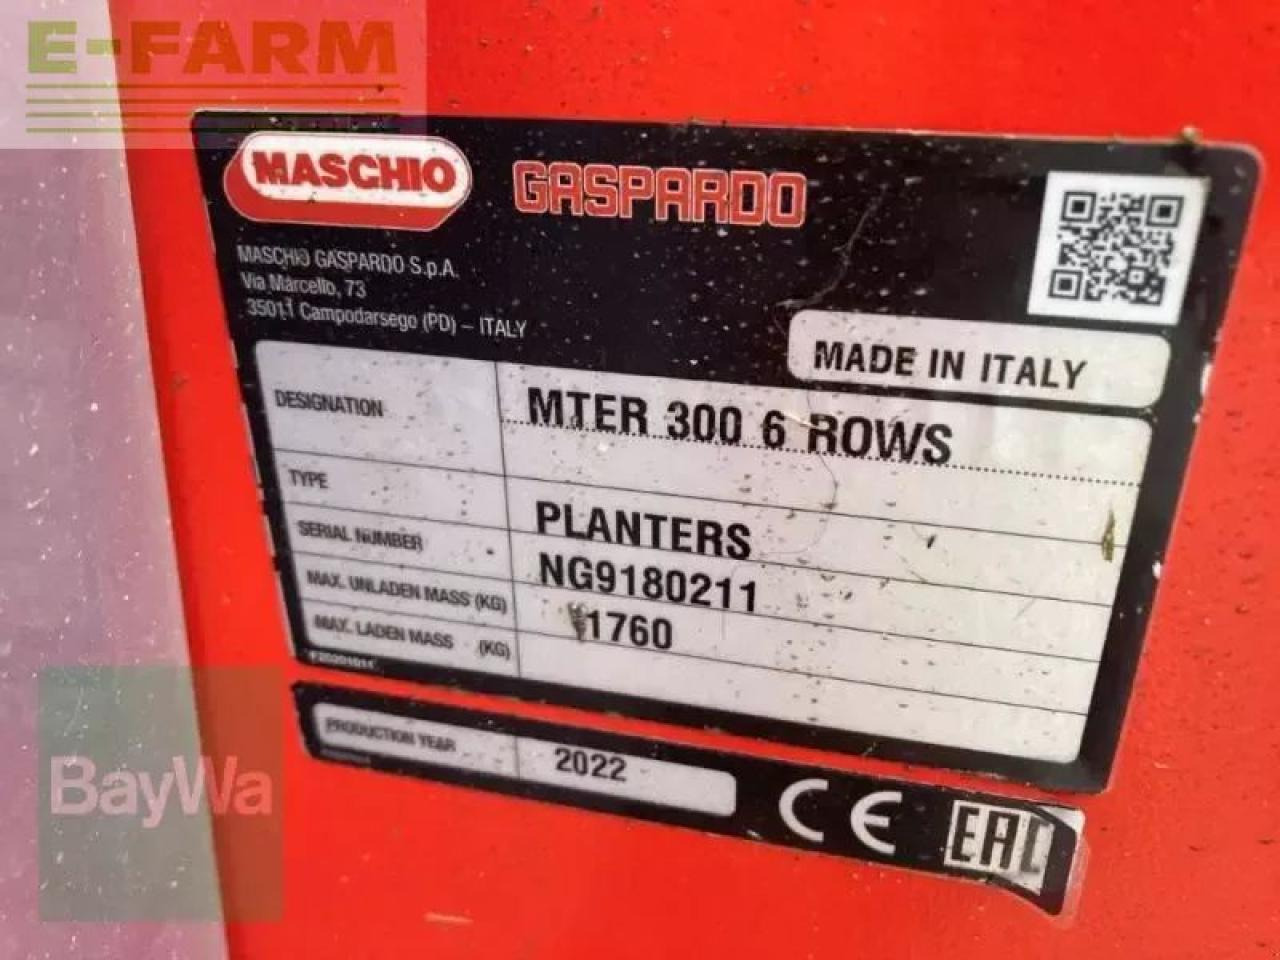 E-FARM
MASCHIO GASPARDO
MASCHIO GASPARDO S.p.A.
Via Marcello, 73
35011 Campodarsego (PD) – ITALY
MADE IN ITALY
DESIGNATION MTER 300 6 ROWS
TYPE PLANTERS
SERIAL NUMBER NG9180211
MAX. UNLADEN MASS (KG) 1760
MAX. LADEN MASS (KG)
F20201011
PRODUCTION YEAR 2022
CE EAC
BayWa